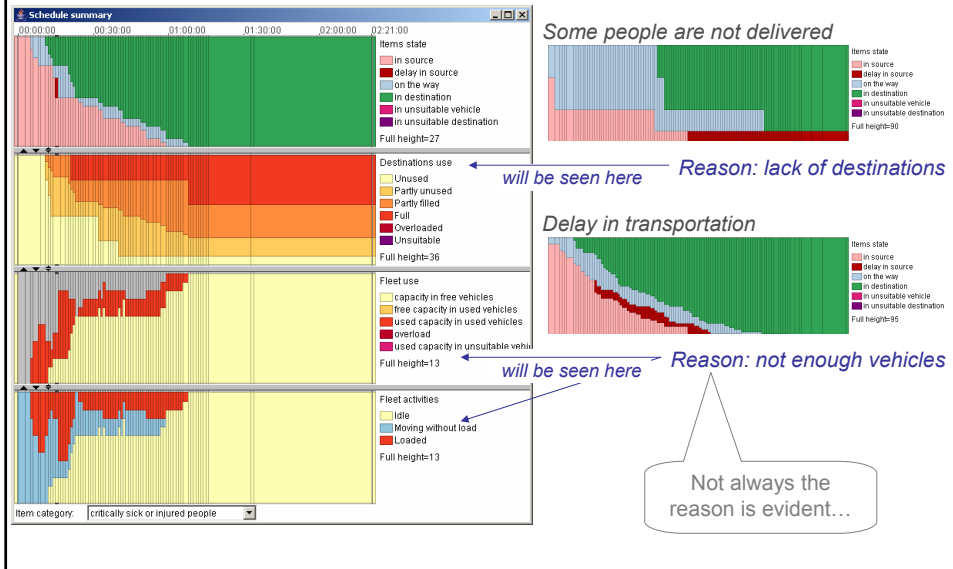 Schedule summary
00:00:00 00:30:00 01:00:00 01:30:00 02:00:00 02:21:00
Items state
in source
delay in source
on the way
in destination
in unsuitable vehicle
in unsuitable destination
Full height=27
Destinations use
Unused
Partly unused
Partly filled
Full
Overloaded
Unsuitable
Full height=36
Fleet use
capacity in free vehicles
free capacity in used vehicles
used capacity in used vehicles
overload
used capacity in unsuitable vehi
Full height=13
Fleet activities
Idle
Moving without load
Loaded
Full height=13
Item category: critically sick or injured people
Some people are not delivered
Items state
in source
delay in source
on the way
in destination
in unsuitable vehicle
in unsuitable destination
Full height=90
will be seen here
Reason: lack of destinations
Delay in transportation
Items state
in source
delay in source
on the way
in destination
in unsuitable vehicle
in unsuitable destination
Full height=95
will be seen here
Reason: not enough vehicles
Not always the
reason is evident…